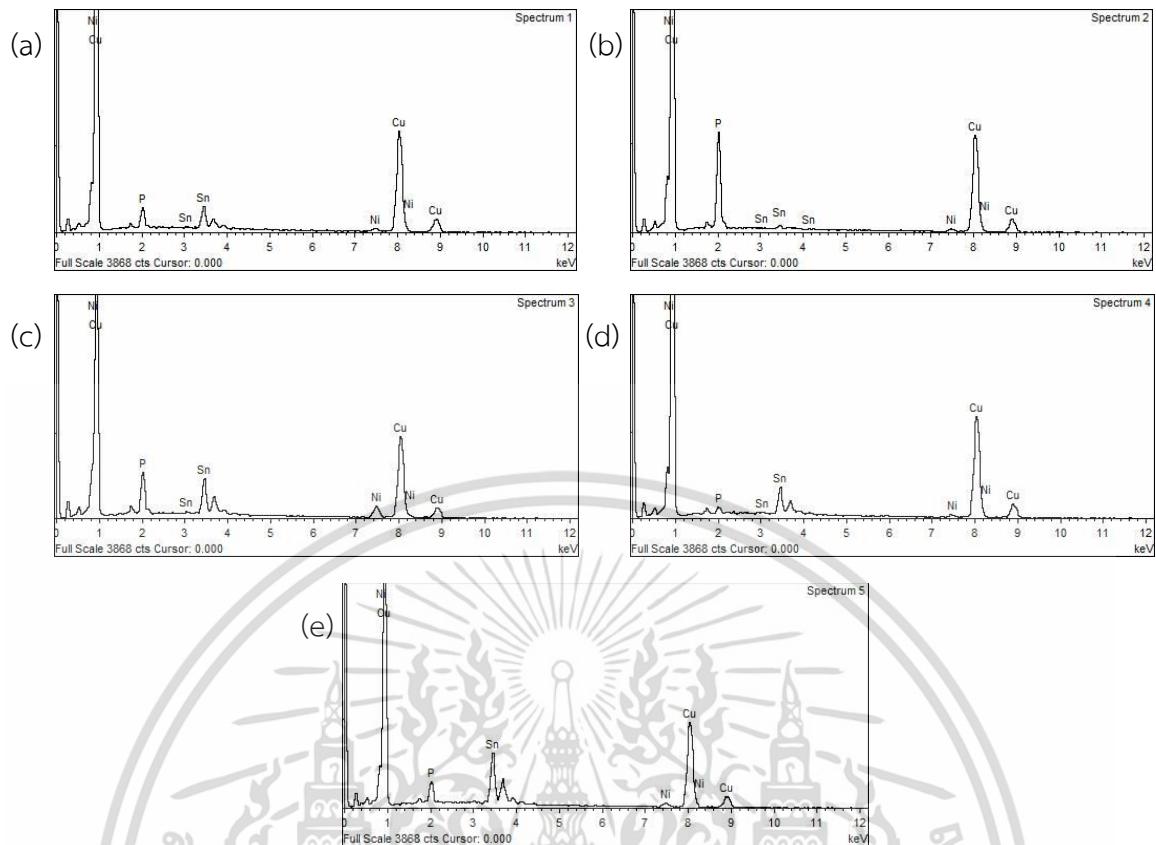 (a)
Spectrum 1
Ni
Cu
P
Sn
Sn
Ni
Cu
Ni
Cu
0 1 2 3 4 5 6 7 8 9 10 11 12
Full Scale 3868 cts Cursor: 0.000 keV
(b)
Spectrum 2
Ni
Cu
P
Sn
Sn
Sn
Ni
Cu
Ni
Cu
0 1 2 3 4 5 6 7 8 9 10 11 12
Full Scale 3868 cts Cursor: 0.000 keV
(c)
Spectrum 3
Ni
Cu
P
Sn
Sn
Ni
Cu
Ni
Cu
0 1 2 3 4 5 6 7 8 9 10 11 12
Full Scale 3868 cts Cursor: 0.000 keV
(d)
Spectrum 4
Ni
Cu
P
Sn
Sn
Ni
Cu
Ni
Cu
0 1 2 3 4 5 6 7 8 9 10 11 12
Full Scale 3868 cts Cursor: 0.000 keV
(e)
Spectrum 5
Ni
Cu
P
Sn
Ni
Cu
Ni
Cu
0 1 2 3 4 5 6 7 8 9 10 11 12
Full Scale 3868 cts Cursor: 0.000 keV